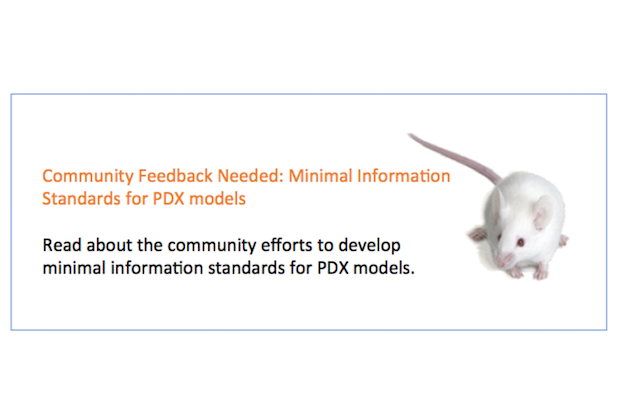 Community Feedback Needed: Minimal Information
Standards for PDX models
Read about the community efforts to develop
minimal information standards for PDX models.